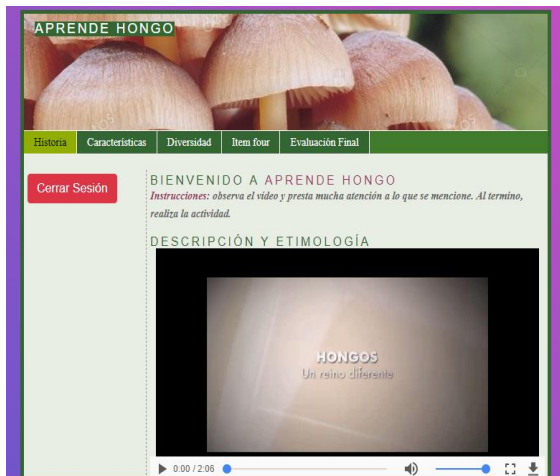 APRENDE HONGO
Historia Características Diversidad Item four Evaluación Final
Cerrar Sesión
BIENVENIDO A APRENDE HONGO
Instrucciones: observa el video y presta mucha atención a lo que se mencione. Al termino,
realiza la actividad.
DESCRIPCIÓN Y ETIMOLOGÍA
HONGOS
Un reino diferente
0:00 / 2:06